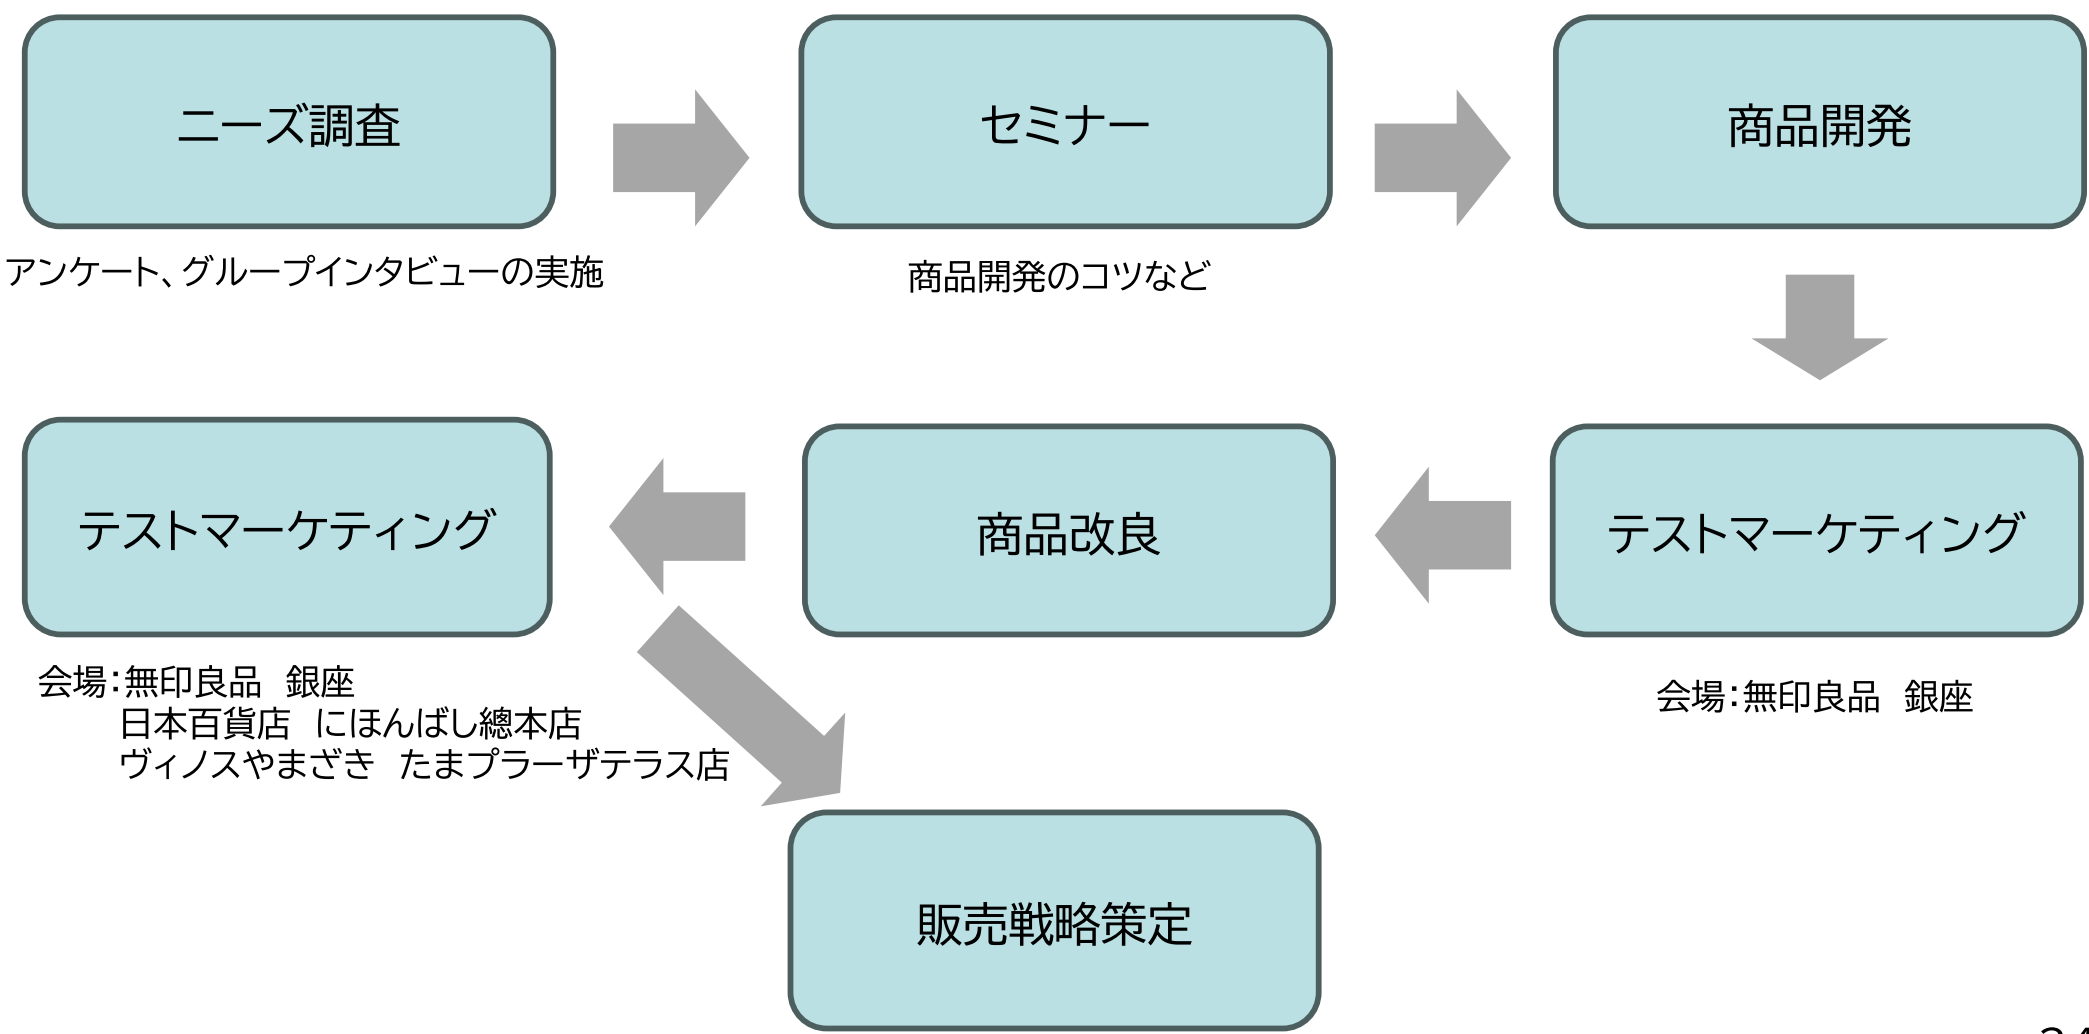 ニーズ調査
セミナー
商品開発
アンケート、グループインタビューの実施
商品開発のコツなど
テストマーケティング
商品改良
テストマーケティング
会場：無印良品　銀座
日本百貨店　にほんばし總本店
ヴィノスやまざき　たまプラーザテラス店
会場：無印良品　銀座
販売戦略策定